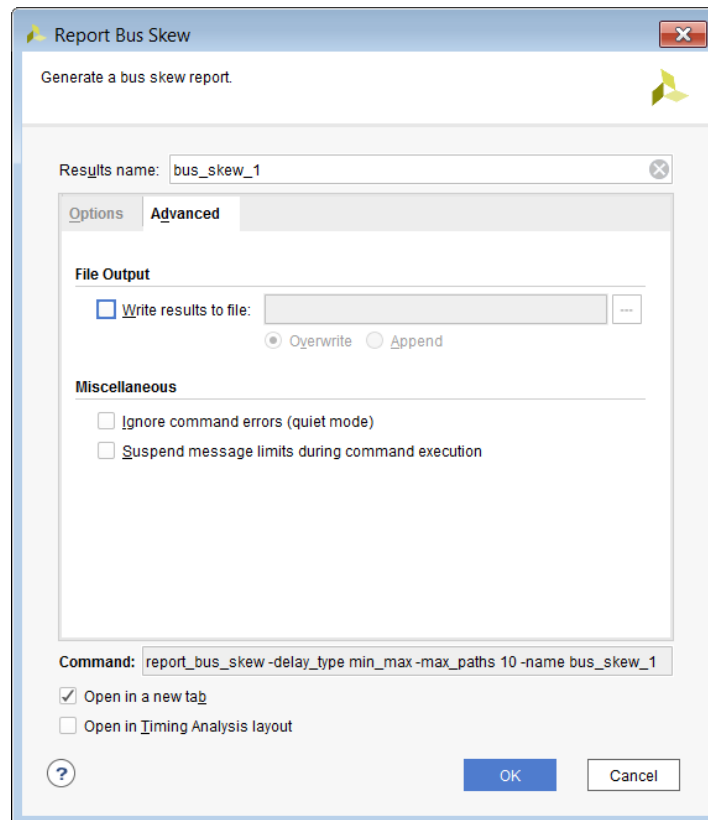 Report Bus Skew
Generate a bus skew report.
Results name: bus_skew_1
Options Advanced
File Output
Write results to file: ...
Overwrite Append
Miscellaneous
Ignore command errors (quiet mode)
Suspend message limits during command execution
Command: report_bus_skew -delay_type min_max -max_paths 10 -name bus_skew_1
Open in a new tab
Open in Timing Analysis layout
? OK Cancel